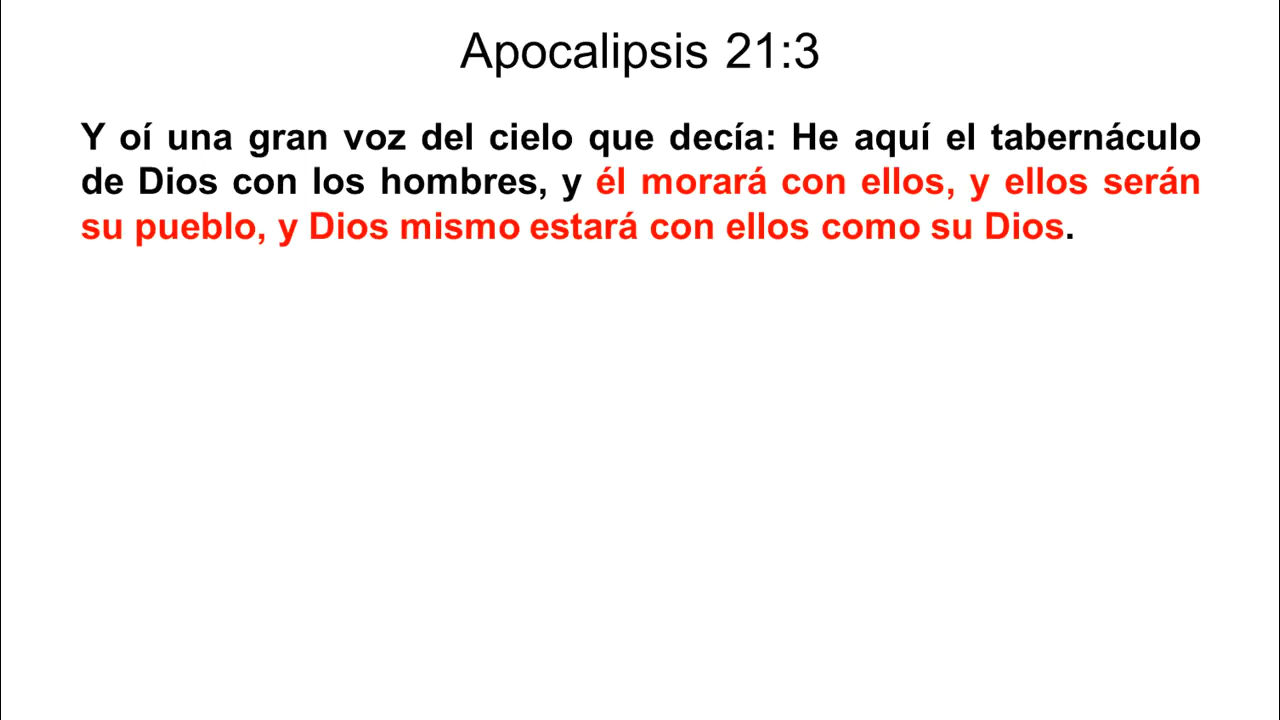 Apocalipsis 21:3
Y oí una gran voz del cielo que decía: He aquí el tabernáculo
de Dios con los hombres, y él morará con ellos, y ellos serán
su pueblo, y Dios mismo estará con ellos como su Dios.